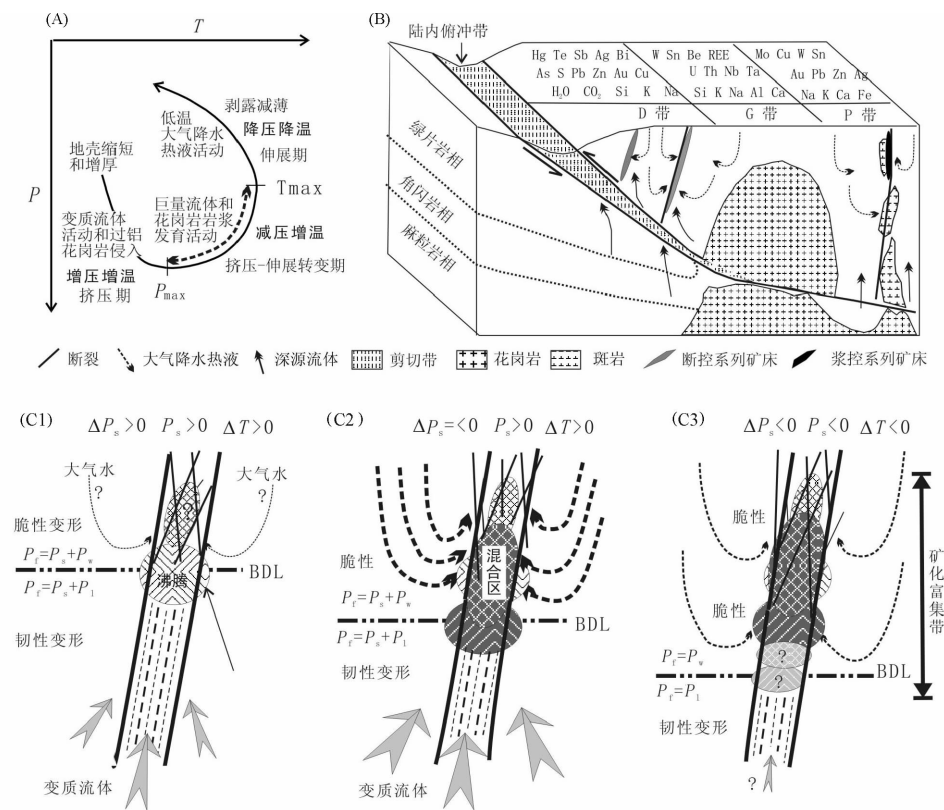 (A)
T
P
剥露减薄
低温
大气降水
热液活动
降压降温
伸展期
地壳缩短
和增厚
Tmax
巨量流体和
花岗岩岩浆
发育活动
减压增温
变质流体
活动和过铝
花岗岩侵入
挤压-伸展转变期
增压增温
挤压期
Pmax
(B)
陆内俯冲带
Hg Te Sb Ag Bi
As S Pb Zn Au Cu
H₂O CO₂ Si K Na
D 带
W Sn Be REE
U Th Nb Ta
Si K Na Al Ca
G 带
Mo Cu W Sn
Au Pb Zn Ag
Na K Ca Fe
P 带
绿片岩相
角闪岩相
麻粒岩相
断裂
大气降水热液
深源流体
剪切带
花岗岩
斑岩
断控系列矿床
浆控系列矿床
(C1)
ΔPs>0 Ps>0 ΔT>0
大气水
?
大气水
?
?
脆性变形
Pf=Ps+Pw
Pf=Ps+Pl
沸腾
BDL
韧性变形
变质流体
(C2)
ΔPs=<0 Ps>0 ΔT>0
脆性
混合区
Pf=Ps+Pw
Pf=Ps+Pl
BDL
韧性变形
变质流体
(C3)
ΔPs<0 Ps<0 ΔT<0
脆性
脆性
矿化富集带
Pf=Pw
?
Pf=Pl
?
BDL
韧性变形
?